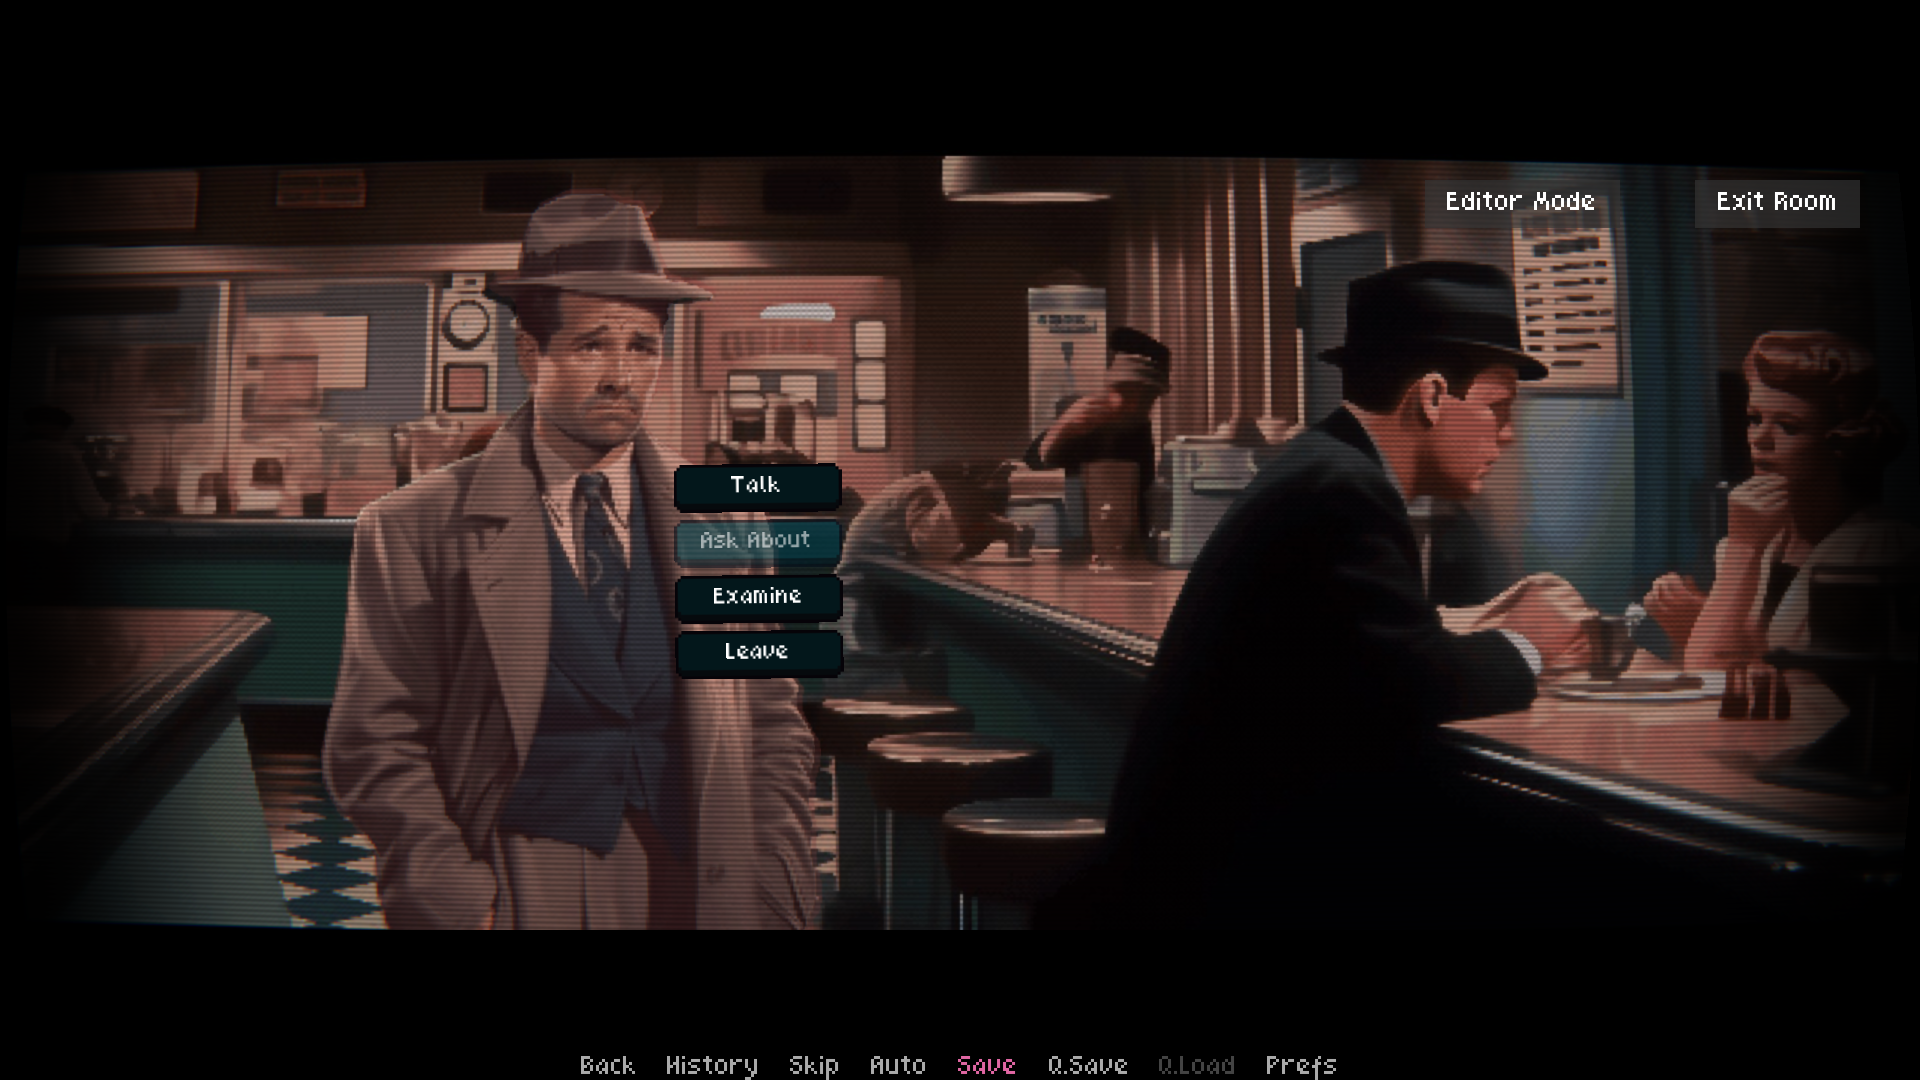 Editor Mode
Exit Room
Talk
Ask About
Examine
Leave
Back
History
Skip
Auto
Save
Q.Save
Q.Load
Prefs